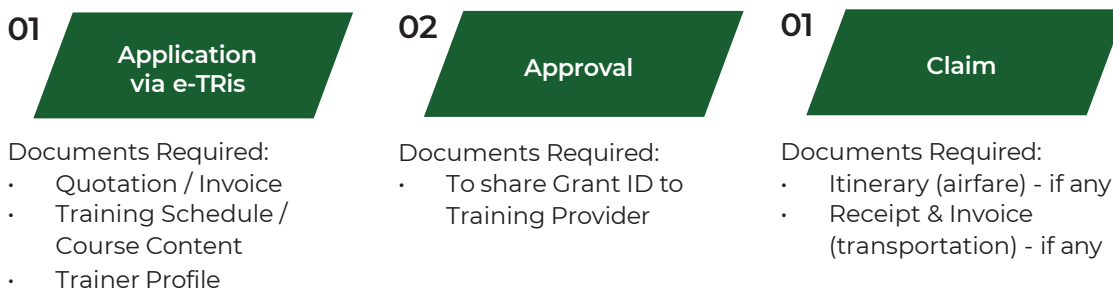 01
Application
via e-TRis
Documents Required:
• Quotation / Invoice
• Training Schedule /
Course Content
• Trainer Profile
02
Approval
Documents Required:
• To share Grant ID to
Training Provider
01
Claim
Documents Required:
• Itinerary (airfare) - if any
• Receipt & Invoice
(transportation) - if any